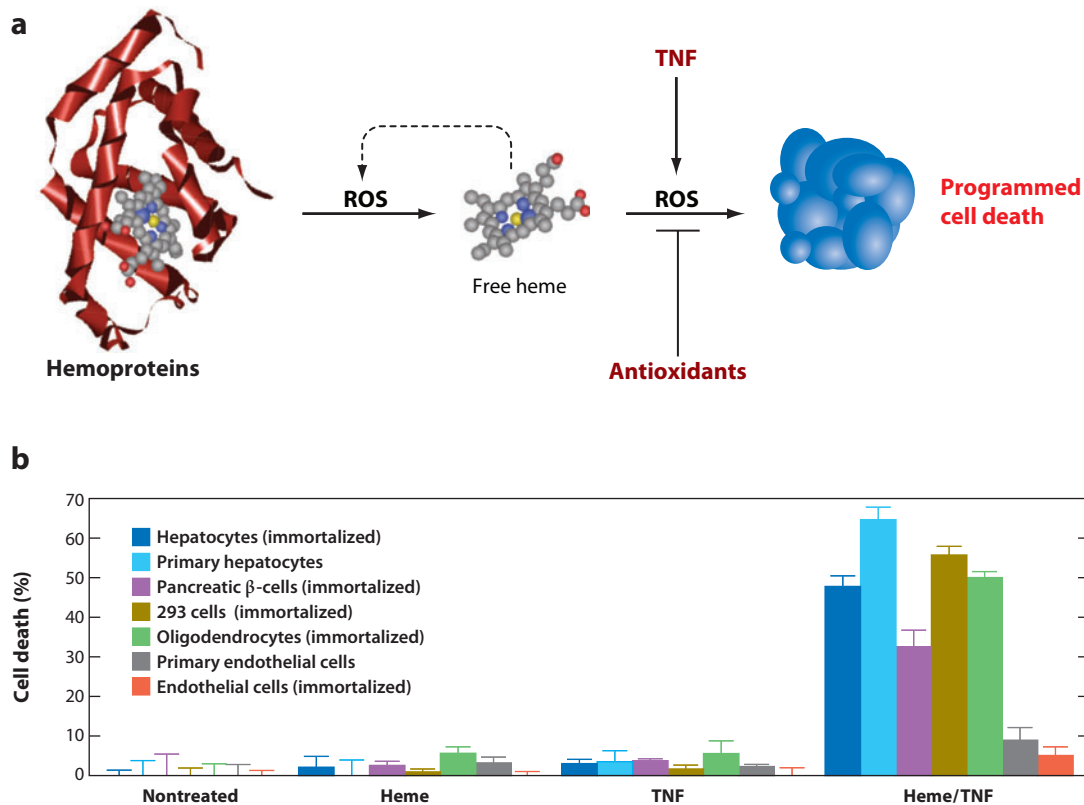 a
TNF
ROS
ROS
Programmed
cell death
Free heme
Hemoproteins
Antioxidants
b
Cell death (%)
70
60
50
40
30
20
10
0
Hepatocytes (immortalized)
Primary hepatocytes
Pancreatic β-cells (immortalized)
293 cells (immortalized)
Oligodendrocytes (immortalized)
Primary endothelial cells
Endothelial cells (immortalized)
Nontreated
Heme
TNF
Heme/TNF